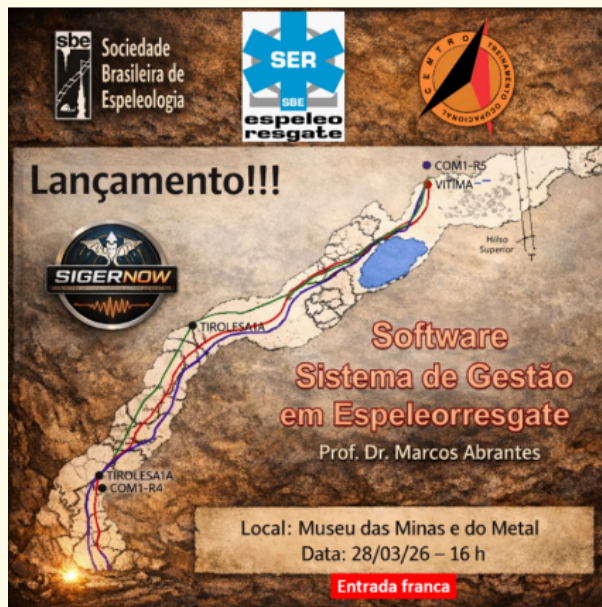 sbe
Sociedade
Brasileira de
Espeleologia
SER
SBE
espeleo
resgate
CEMTRO
TREINAMENTO OCUPACIONAL
Lançamento!!!
COM1-R5
VITIMA
Hilso
Superior
SIGERNOW
TIROLESA1A
Software
Sistema de Gestão
em Espeleorresgate
Prof. Dr. Marcos Abrantes
TIROLESA1A
COM1-R4
Local: Museu das Minas e do Metal
Data: 28/03/26 – 16 h
Entrada franca